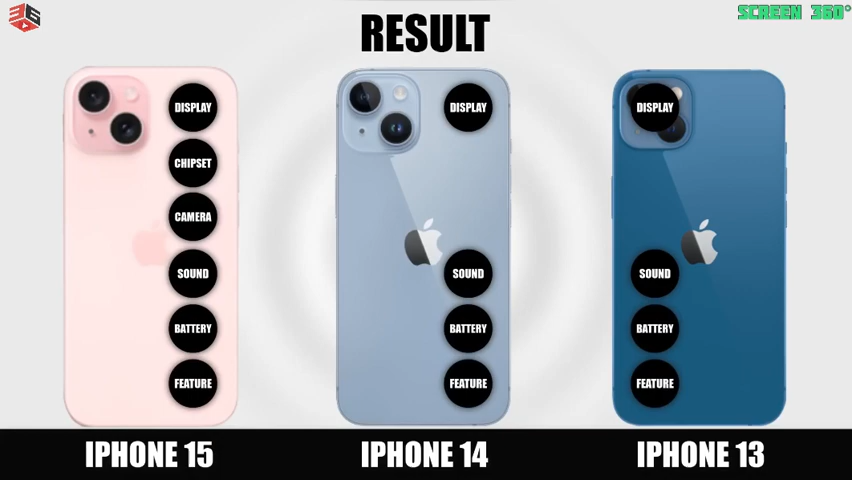 SCREEN 360°
RESULT
DISPLAY
CHIPSET
CAMERA
SOUND
BATTERY
FEATURE
DISPLAY
SOUND
BATTERY
FEATURE
DISPLAY
SOUND
BATTERY
FEATURE
IPHONE 15
IPHONE 14
IPHONE 13